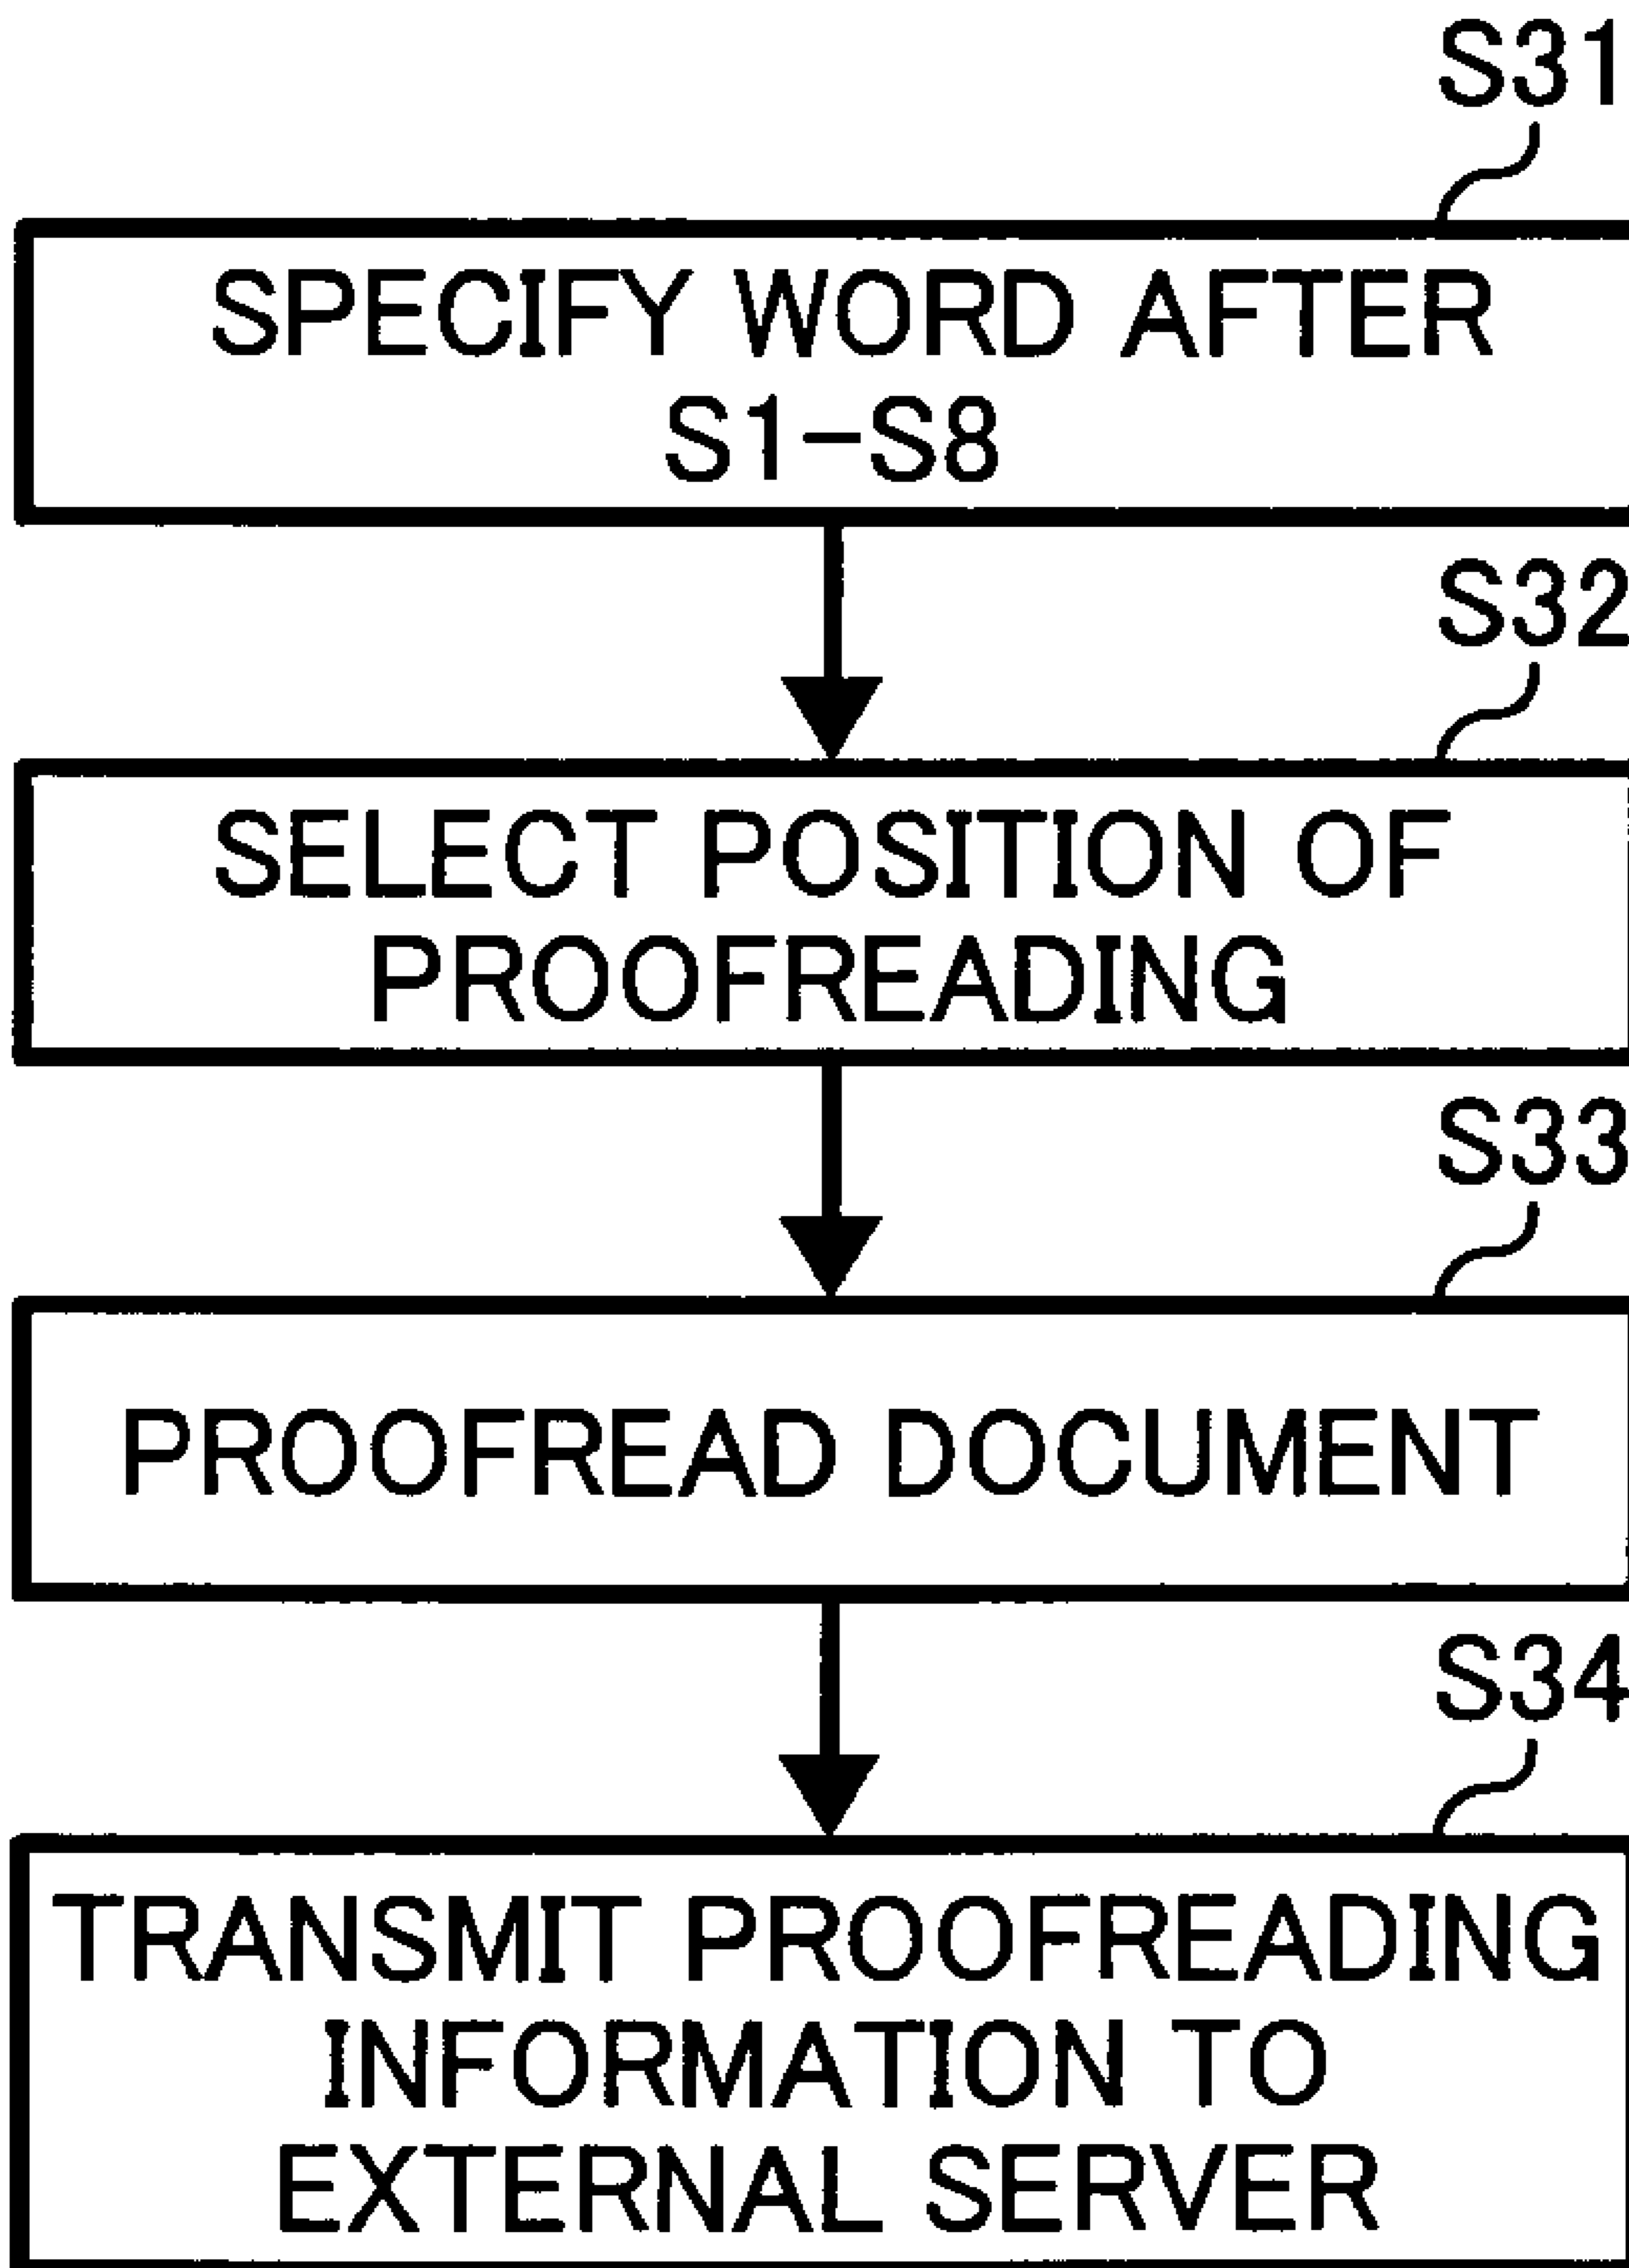 S31
SPECIFY WORD AFTER
S1-S8
S32
SELECT POSITION OF
PROOFREADING
S33
PROOFREAD DOCUMENT
S34
TRANSMIT PROOFREADING
INFORMATION TO
EXTERNAL SERVER